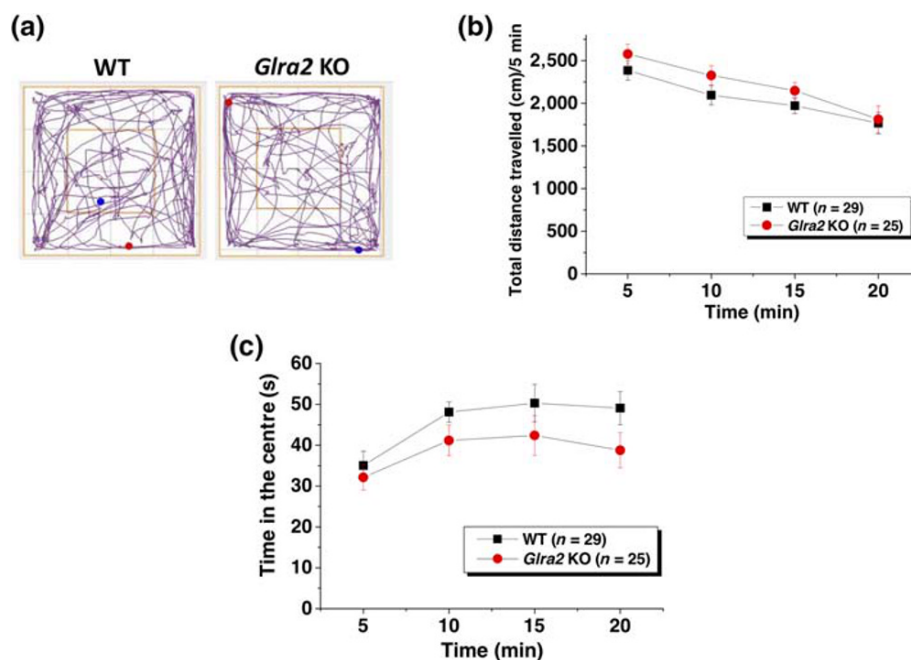 (a)
WT
Glra2 KO
(b)
Total distance travelled (cm)/5 min
2,500
2,000
1,500
1 000
500
0
WT (n = 29)
Glra2 KO (n = 25)
5 10 15 20
Time (min)
(c)
Time in the centre (s)
60
50
40
30
20
10
0
WT (n = 29)
Glra2 KO (n = 25)
5 10 15 20
Time (min)